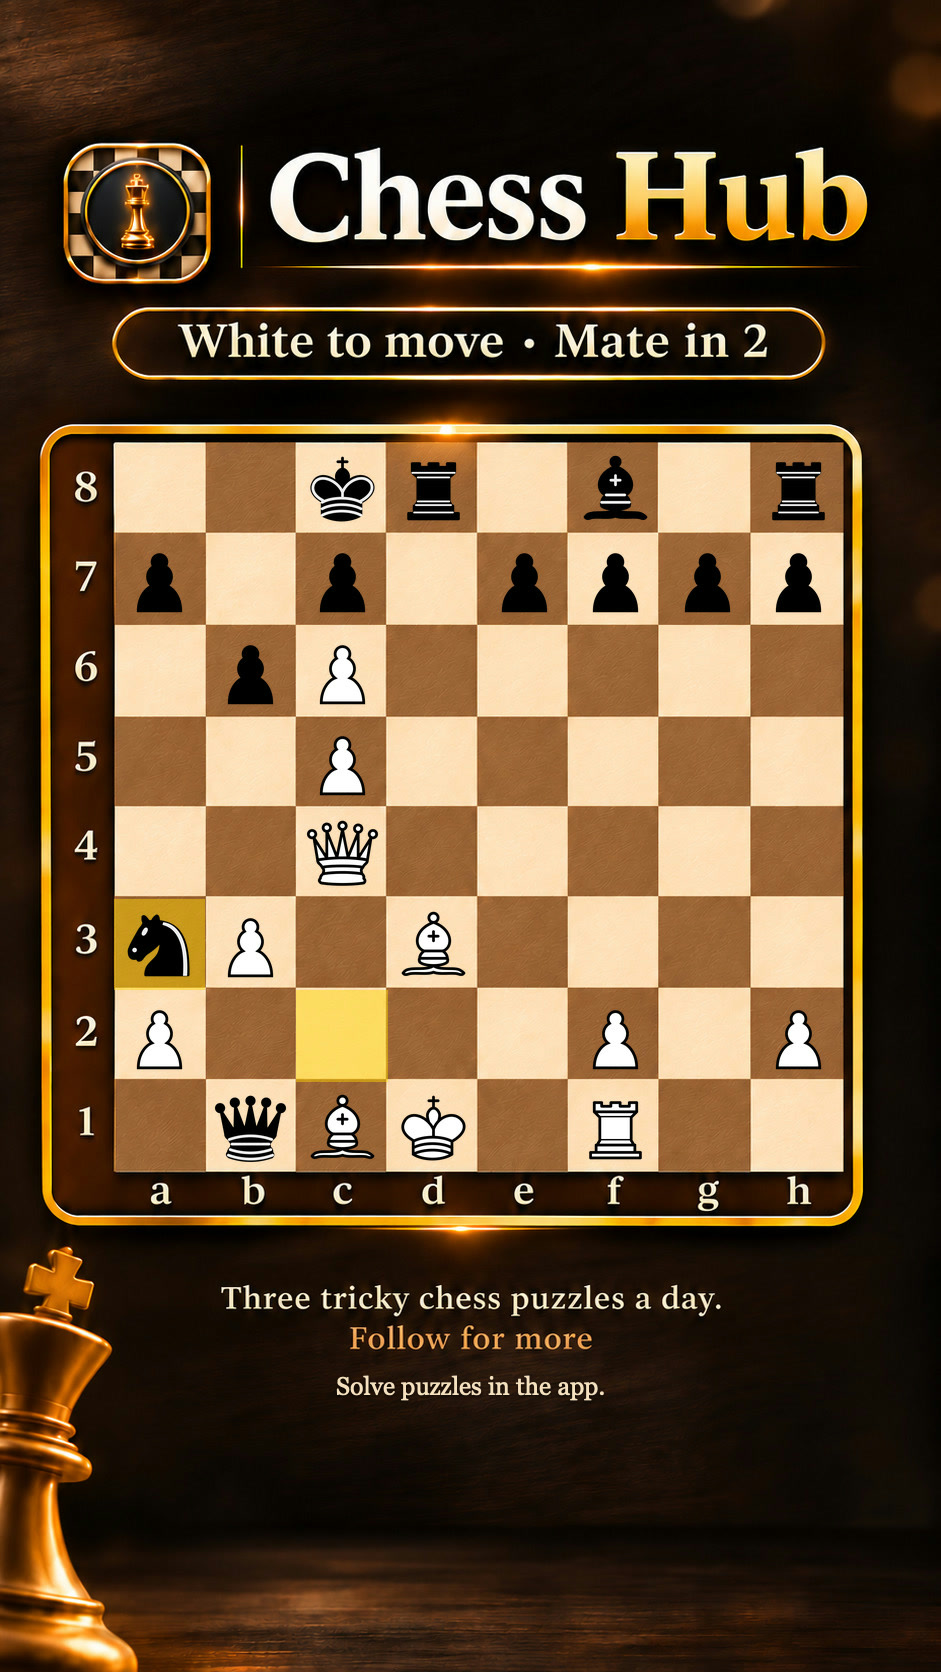 Chess Hub
White to move • Mate in 2
8
7
6
5
4
3
2
1
a b c d e f g h
Three tricky chess puzzles a day.
Follow for more
Solve puzzles in the app.